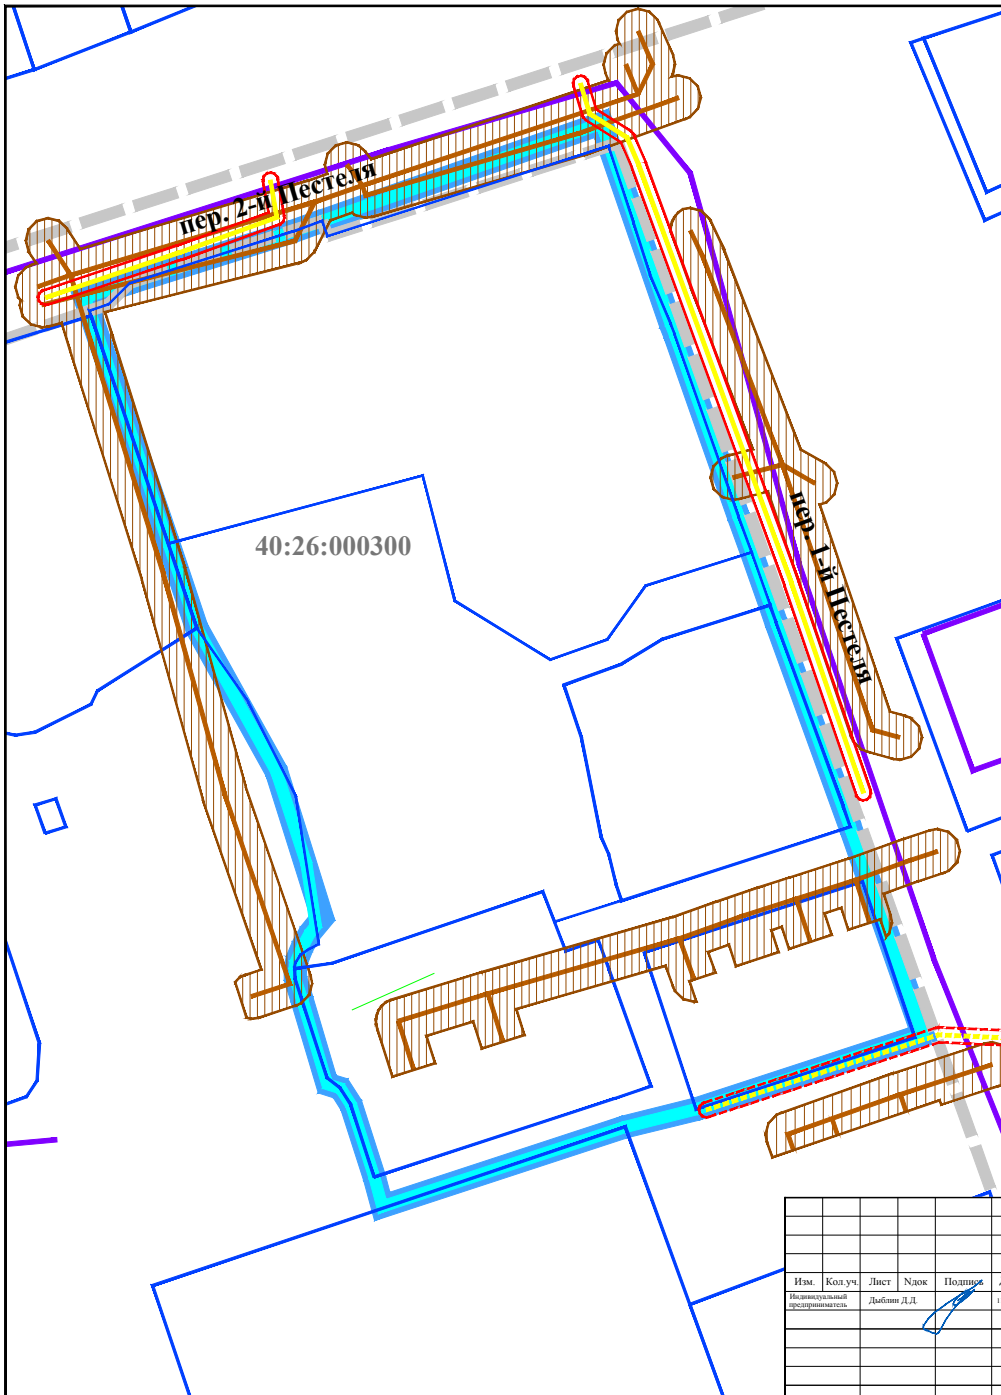 пер. 2-й Пестеля
пер. 1-й Пестеля
40:26:000300
Изм. Кол.уч. Лист Nдок Подпись
Индивидуальный
предприниматель
Дыблин Д.Д.